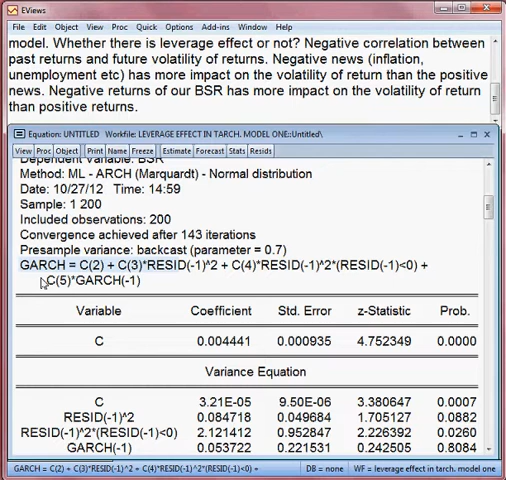 EViews
File Edit Object View Proc Quick Options Add-ins Window Help
model. Whether there is leverage effect or not? Negative correlation between
past returns and future volatility of returns. Negative news (inflation,
unemployment etc) has more impact on the volatility of return than the positive
news. Negative returns of our BSR has more impact on the volatility of return
than positive returns.
Equation: UNTITLED Workfile: LEVERAGE EFFECT IN TARCH. MODEL ONE::Untitled\
View Proc Object Print Name Freeze Estimate Forecast Stats Resids
Dependent Variable: BSR
Method: ML - ARCH (Marquardt) - Normal distribution
Date: 10/27/12 Time: 14:59
Sample: 1 200
Included observations: 200
Convergence achieved after 143 iterations
Presample variance: backcast (parameter = 0.7)
GARCH = C(2) + C(3)*RESID(-1)^2 + C(4)*RESID(-1)^2*(RESID(-1)<0) +
C(5)*GARCH(-1)
Variable Coefficient Std. Error z-Statistic Prob.
C 0.004441 0.000935 4.752349 0.0000
Variance Equation
C 3.21E-05 9.50E-06 3.380647 0.0007
RESID(-1)^2 0.084718 0.049684 1.705127 0.0882
RESID(-1)^2*(RESID(-1)<0) 2.121412 0.952847 2.226392 0.0260
GARCH(-1) 0.053722 0.221531 0.242505 0.8084
GARCH = C(2) + C(3)*RESID(-1)^2 + C(4)*RESID(-1)^2*(RESID(-1)<0) + DB = none WF = leverage effect in tarch. model one